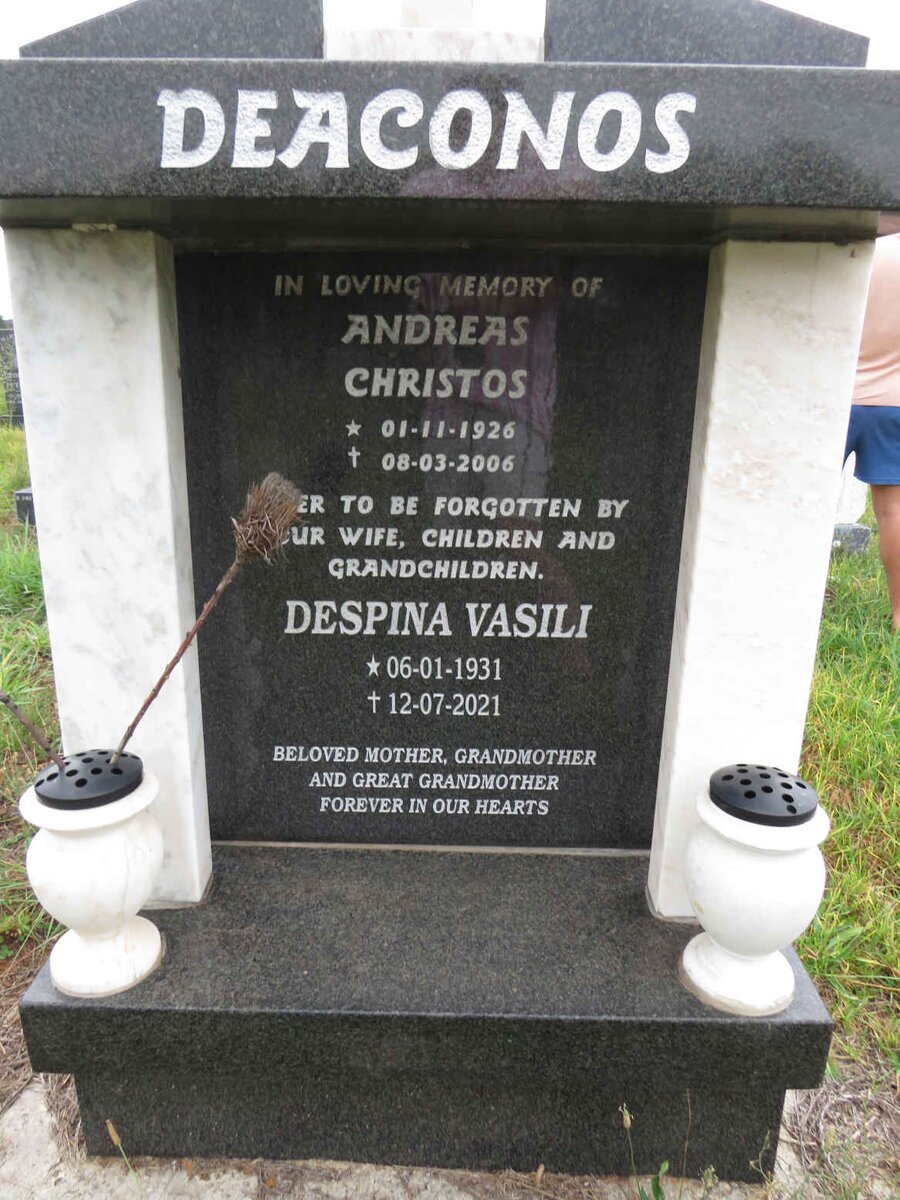 DEACONOS
IN LOVING MEMORY OF
ANDREAS
CHRISTOS
★ 01-11-1926
✝ 08-03-2006
TO BE FORGOTTEN BY
WIFE, CHILDREN AND
GRANDCHILDREN.
DESPINA VASILI
★ 06-01-1931
✝ 12-07-2021
BELOVED MOTHER, GRANDMOTHER
AND GREAT GRANDMOTHER
FOREVER IN OUR HEARTS